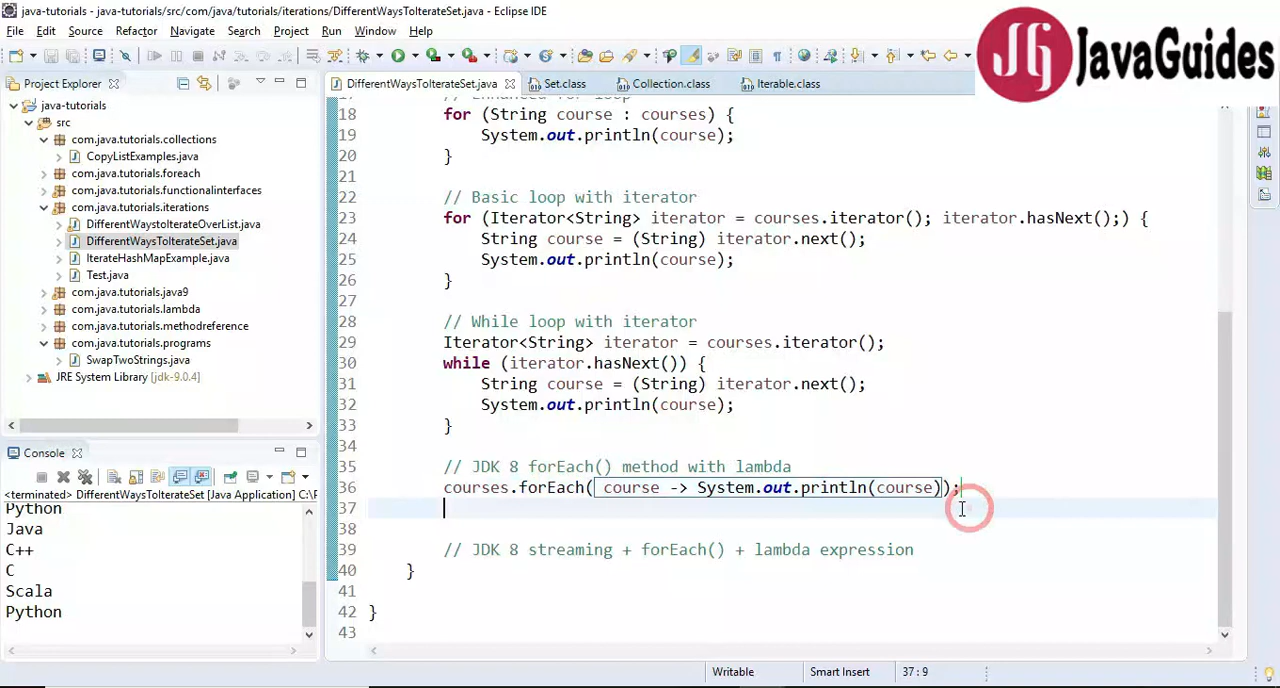 java-tutorials - java-tutorials/src/com/java/tutorials/iterations/DifferentWaysToIterateSet.java - Eclipse IDE
File Edit Source Refactor Navigate Search Project Run Window Help
JG JavaGuides
Project Explorer
java-tutorials
src
com.java.tutorials.collections
CopyListExamples.java
com.java.tutorials.foreach
com.java.tutorials.functionalinterfaces
com.java.tutorials.iterations
DifferentWaystoIterateOverList.java
DifferentWaysToIterateSet.java
IterateHashMapExample.java
Test.java
com.java.tutorials.java9
com.java.tutorials.lambda
com.java.tutorials.methodreference
com.java.tutorials.programs
SwapTwoStrings.java
JRE System Library [jdk-9.0.4]
Console
<terminated> DifferentWaysToIterateSet [Java Application] C:\P
Python
Java
C++
C
Scala
Python
DifferentWaysToIterateSet.java Set.class Collection.class Iterable.class
17 // Enhanced for loop
18 for (String course : courses) {
19 System.out.println(course);
20 }
21
22 // Basic loop with iterator
23 for (Iterator<String> iterator = courses.iterator(); iterator.hasNext();) {
24 String course = (String) iterator.next();
25 System.out.println(course);
26 }
27
28 // While loop with iterator
29 Iterator<String> iterator = courses.iterator();
30 while (iterator.hasNext()) {
31 String course = (String) iterator.next();
32 System.out.println(course);
33 }
34
35 // JDK 8 forEach() method with lambda
36 courses.forEach( course -> System.out.println(course));
37
38
39 // JDK 8 streaming + forEach() + lambda expression
40 }
41
42 }
43
Writable Smart Insert 37 : 9